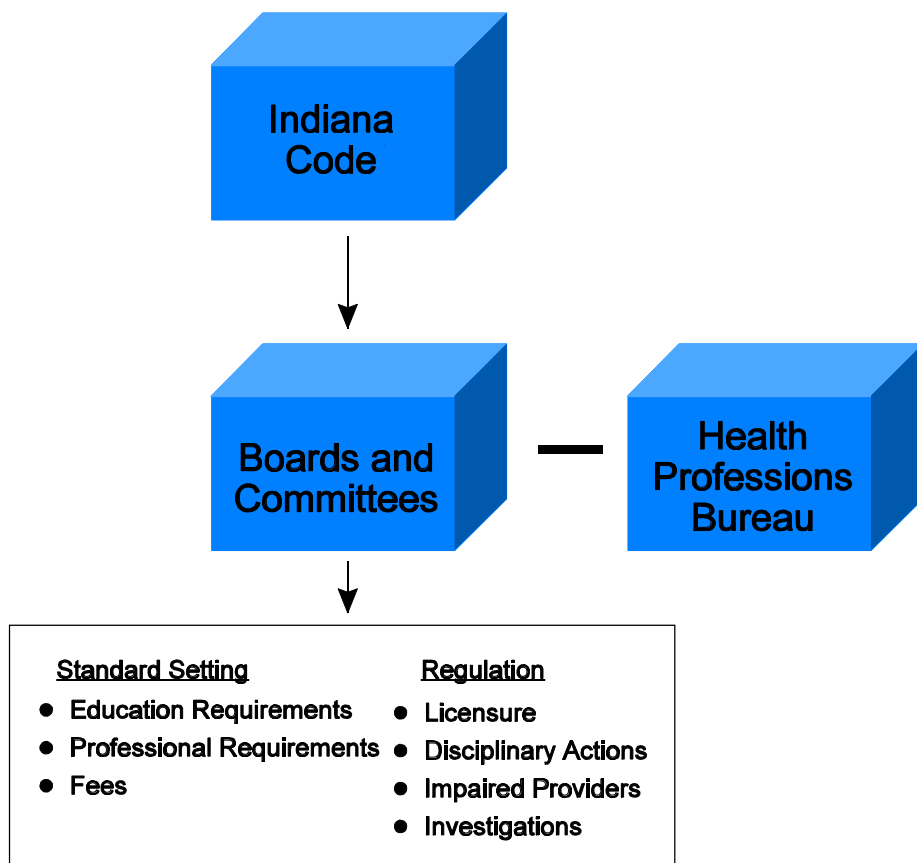 Indiana
Code
Boards and
Committees
Health
Professions
Bureau
Standard Setting
● Education Requirements
● Professional Requirements
● Fees
Regulation
● Licensure
● Disciplinary Actions
● Impaired Providers
● Investigations